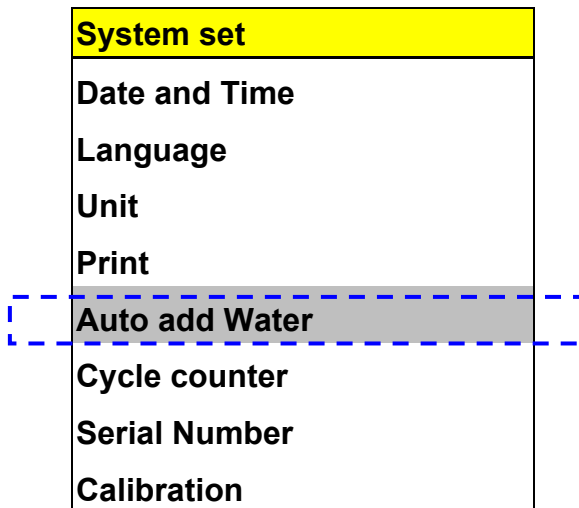 System set
Date and Time
Language
Unit
Print
Auto add Water
Cycle counter
Serial Number
Calibration